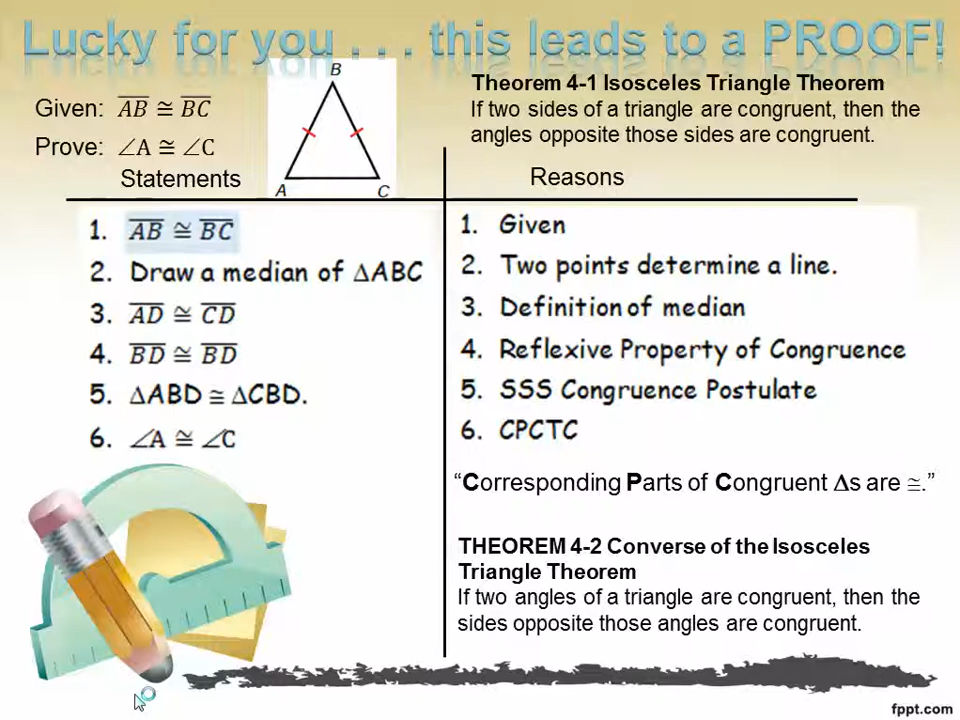 Lucky for you . . . this leads to a PROOF!
Given: AB ≅ BC
Prove: ∠A ≅ ∠C
B
A
C
Theorem 4-1 Isosceles Triangle Theorem
If two sides of a triangle are congruent, then the
angles opposite those sides are congruent.
Statements
Reasons
1. AB ≅ BC
2. Draw a median of ΔABC
3. AD ≅ CD
4. BD ≅ BD
5. ΔABD ≅ ΔCBD.
6. ∠A ≅ ∠C
1. Given
2. Two points determine a line.
3. Definition of median
4. Reflexive Property of Congruence
5. SSS Congruence Postulate
6. CPCTC
“Corresponding Parts of Congruent Δs are ≅.”
THEOREM 4-2 Converse of the Isosceles
Triangle Theorem
If two angles of a triangle are congruent, then the
sides opposite those angles are congruent.
fppt.com